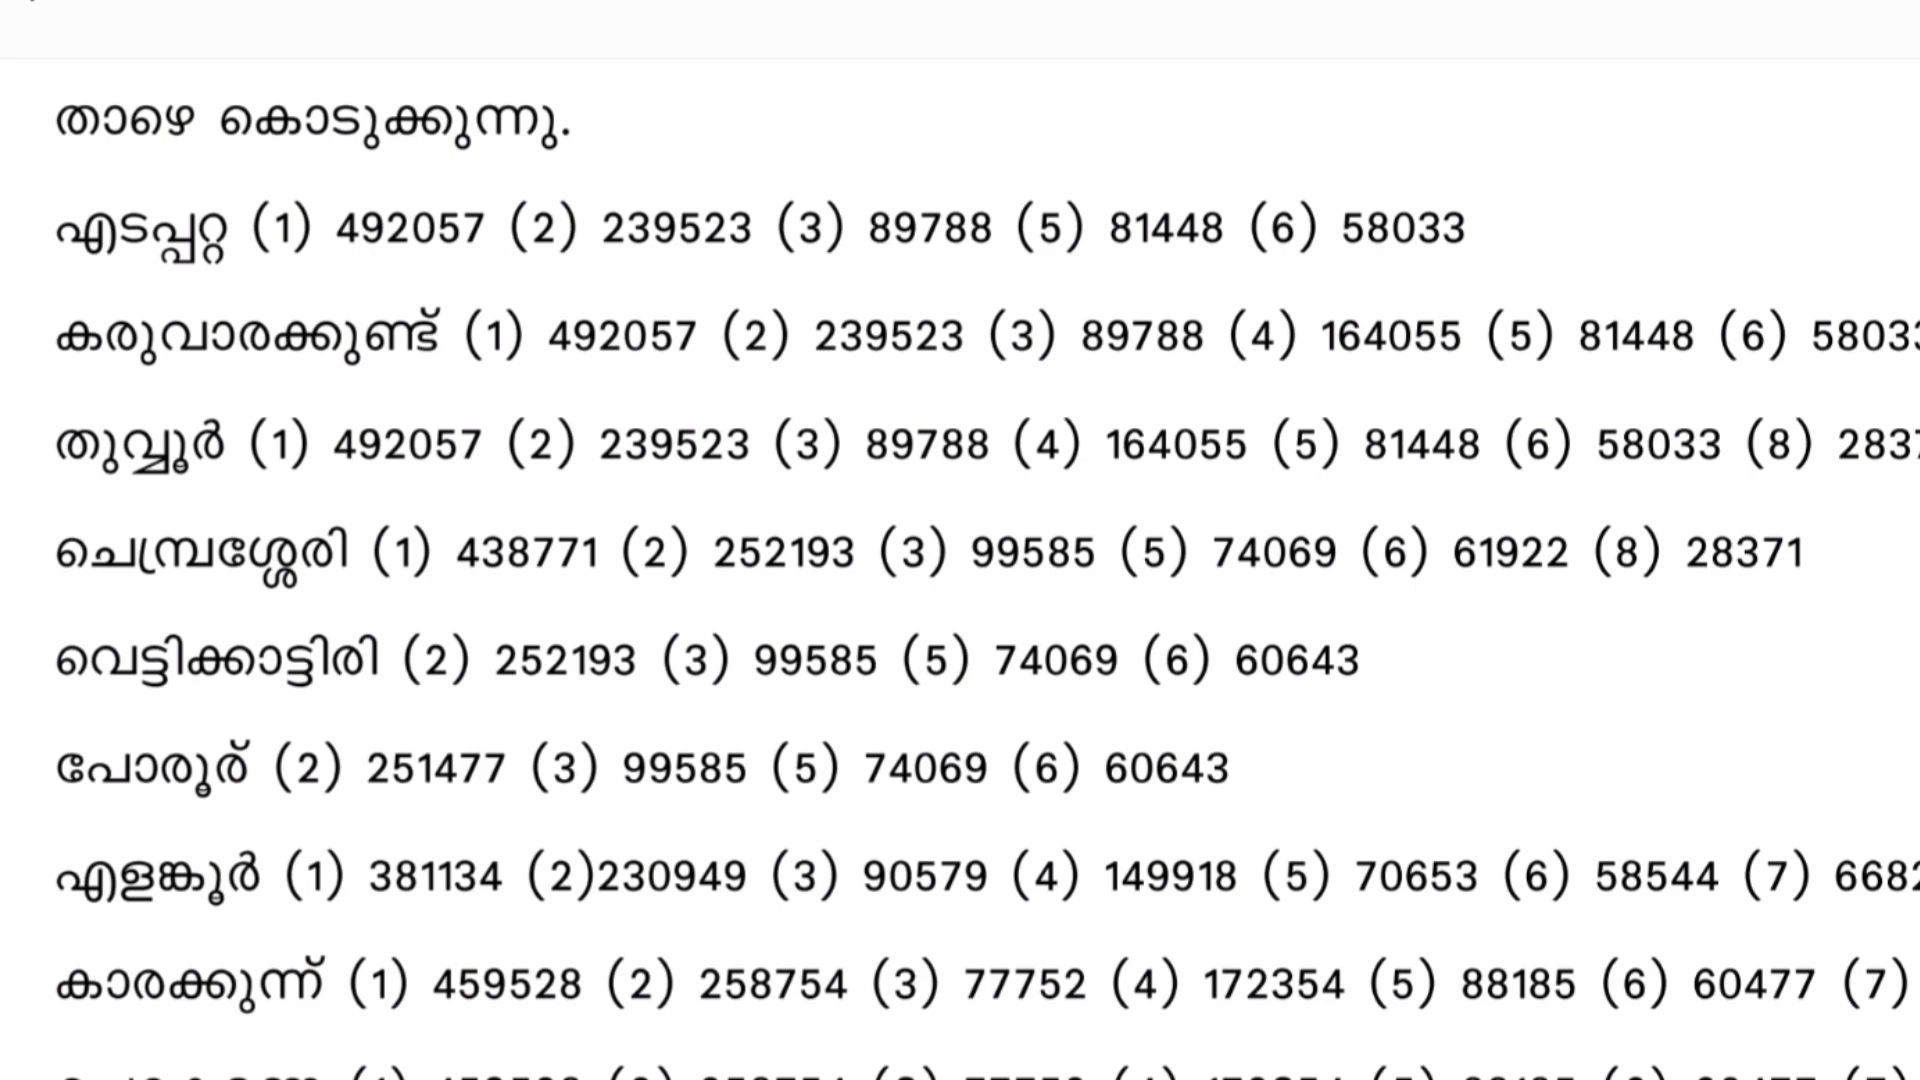 താഴെ കൊടുക്കുന്നു.
എടപ്പറ്റ (1) 492057 (2) 239523 (3) 89788 (5) 81448 (6) 58033
കരുവാരക്കുണ്ട് (1) 492057 (2) 239523 (3) 89788 (4) 164055 (5) 81448 (6) 58033
തുവ്വൂർ (1) 492057 (2) 239523 (3) 89788 (4) 164055 (5) 81448 (6) 58033 (8) 2837
ചെമ്പ്രശ്ശേരി (1) 438771 (2) 252193 (3) 99585 (5) 74069 (6) 61922 (8) 28371
വെട്ടിക്കാട്ടിരി (2) 252193 (3) 99585 (5) 74069 (6) 60643
പോരൂര് (2) 251477 (3) 99585 (5) 74069 (6) 60643
എളങ്കൂർ (1) 381134 (2)230949 (3) 90579 (4) 149918 (5) 70653 (6) 58544 (7) 6682
കാരക്കുന്ന് (1) 459528 (2) 258754 (3) 77752 (4) 172354 (5) 88185 (6) 60477 (7)